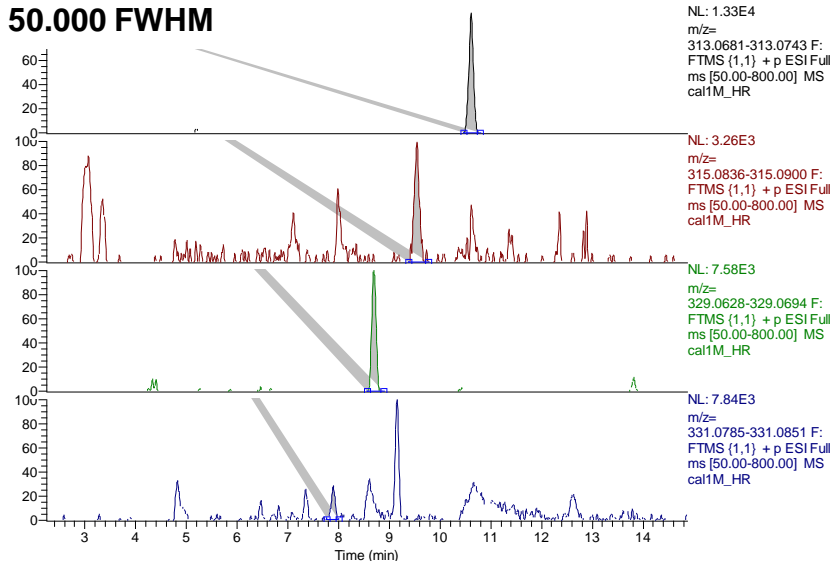 50.000 FWHM
NL: 1.33E4
m/z=
313.0681-313.0743 F:
FTMS {1,1} + p ESI Full
ms [50.00-800.00] MS
cal1M_HR
60
40
20
0
NL: 3.26E3
m/z=
315.0836-315.0900 F:
FTMS {1,1} + p ESI Full
ms [50.00-800.00] MS
cal1M_HR
100
80
60
40
20
0
NL: 7.58E3
m/z=
329.0628-329.0694 F:
FTMS {1,1} + p ESI Full
ms [50.00-800.00] MS
cal1M_HR
100
80
60
40
20
0
NL: 7.84E3
m/z=
331.0785-331.0851 F:
FTMS {1,1} + p ESI Full
ms [50.00-800.00] MS
cal1M_HR
100
80
60
40
20
0
3 4 5 6 7 8 9 10 11 12 13 14
Time (min)